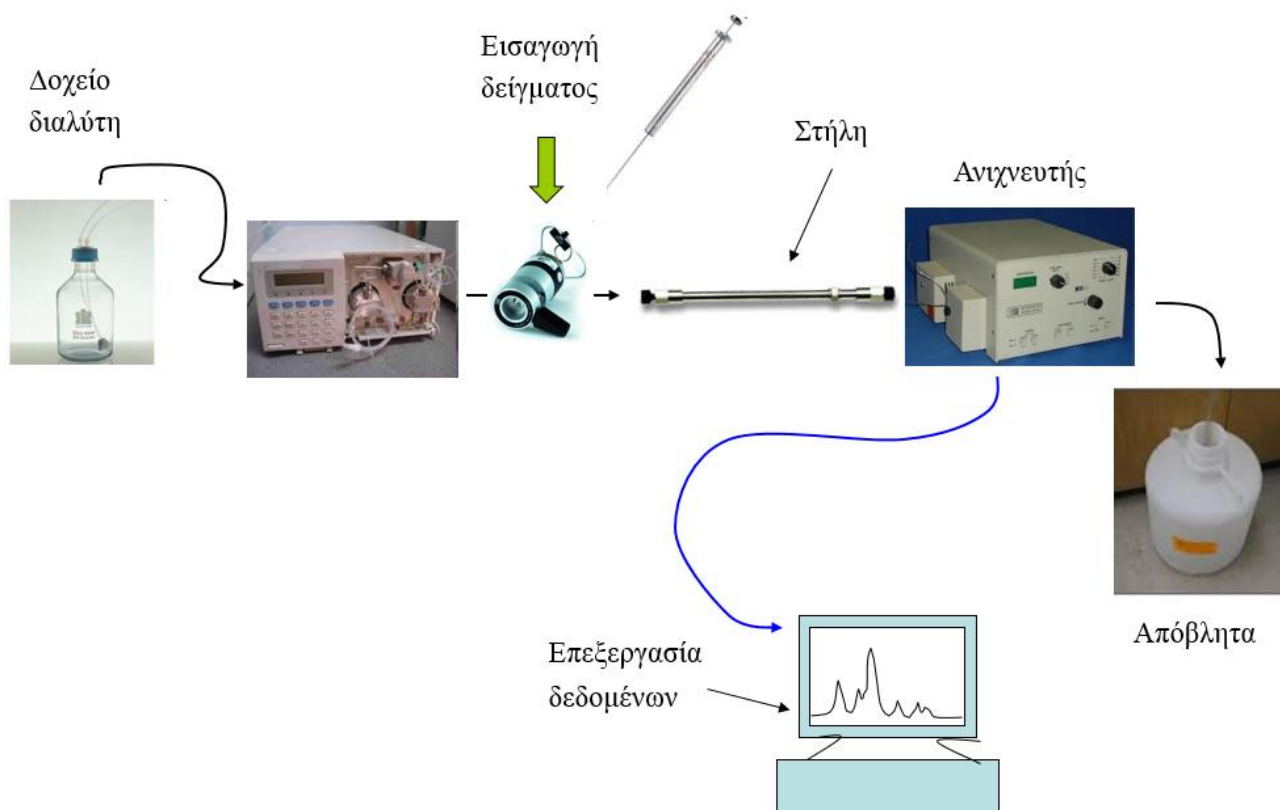 Εισαγωγή
δείγματος
Δοχείο
διαλύτη
Στήλη
Ανιχνευτής
Απόβλητα
Επεξεργασία
δεδομένων